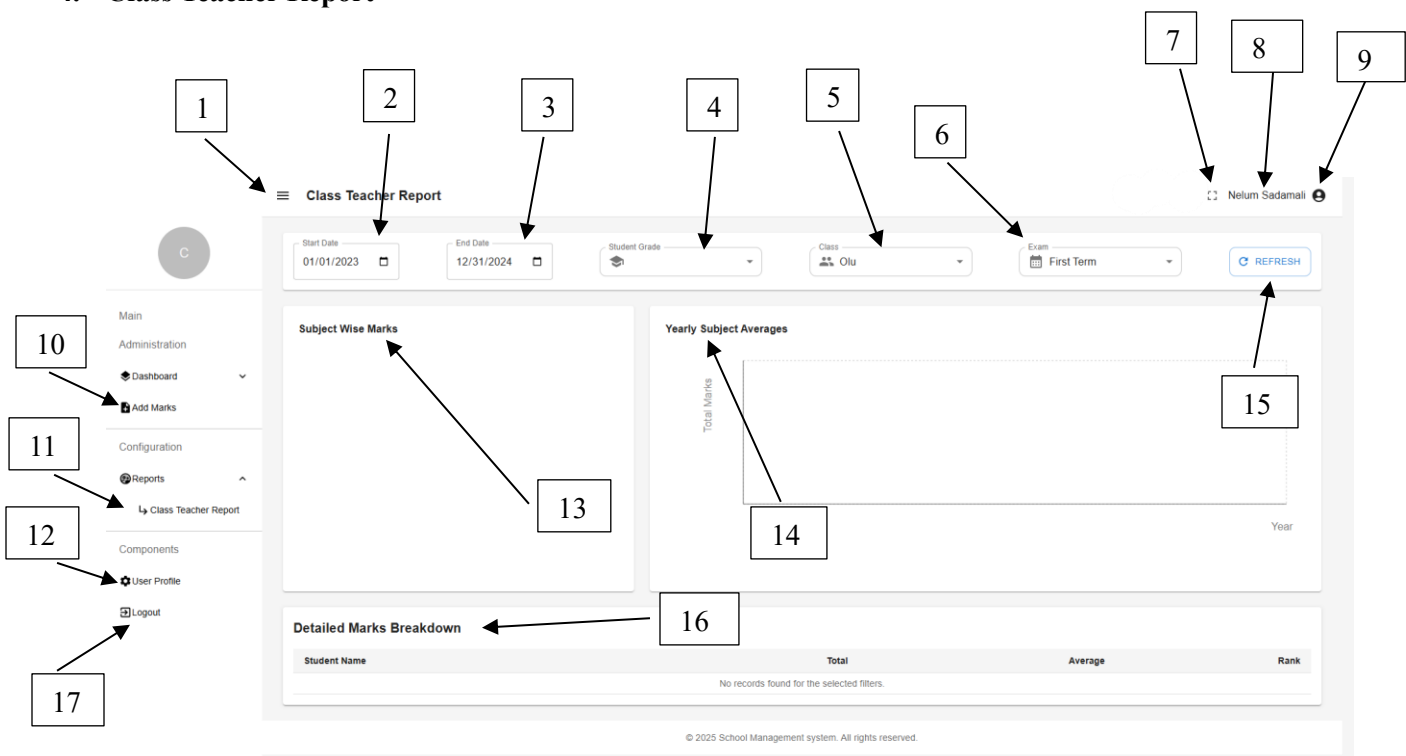 4. Class Teacher Report
7
8
9
1
2
3
4
5
6
Class Teacher Report
Nelum Sadamali
C
Start Date
01/01/2023
End Date
12/31/2024
Student Grade
Class
Olu
Exam
First Term
REFRESH
Main
Administration
Dashboard
Add Marks
Configuration
Reports
Class Teacher Report
Components
User Profile
Logout
10
11
12
17
Subject Wise Marks
13
Yearly Subject Averages
Total Marks
Year
14
15
Detailed Marks Breakdown
16
Student Name Total Average Rank
No records found for the selected filters.
© 2025 School Management system. All rights reserved.